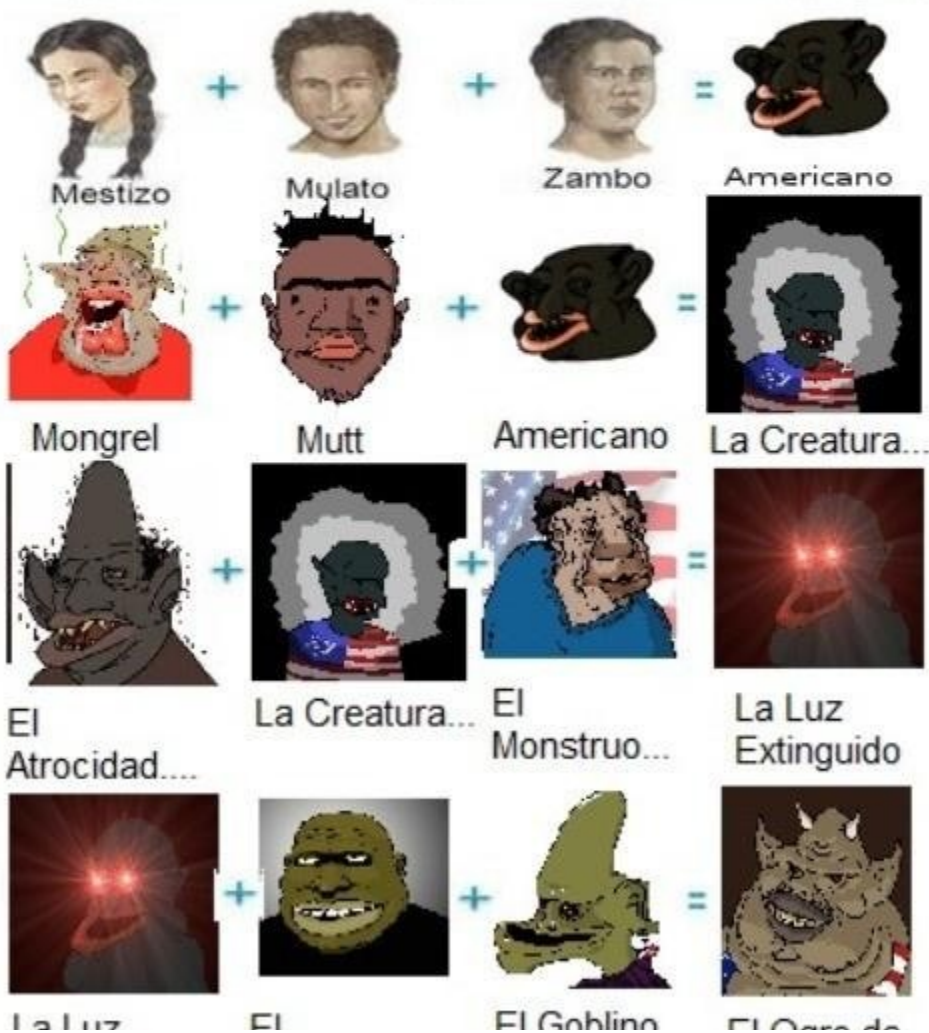 Mestizo
Mulato
Zambo
Americano
Mongrel
Mutt
Americano
La Creatura...
El
Atrocidad....
La Creatura...
El
Monstruo...
La Luz
Extinguido
La Luz
El
El Goblino
El Ogro de